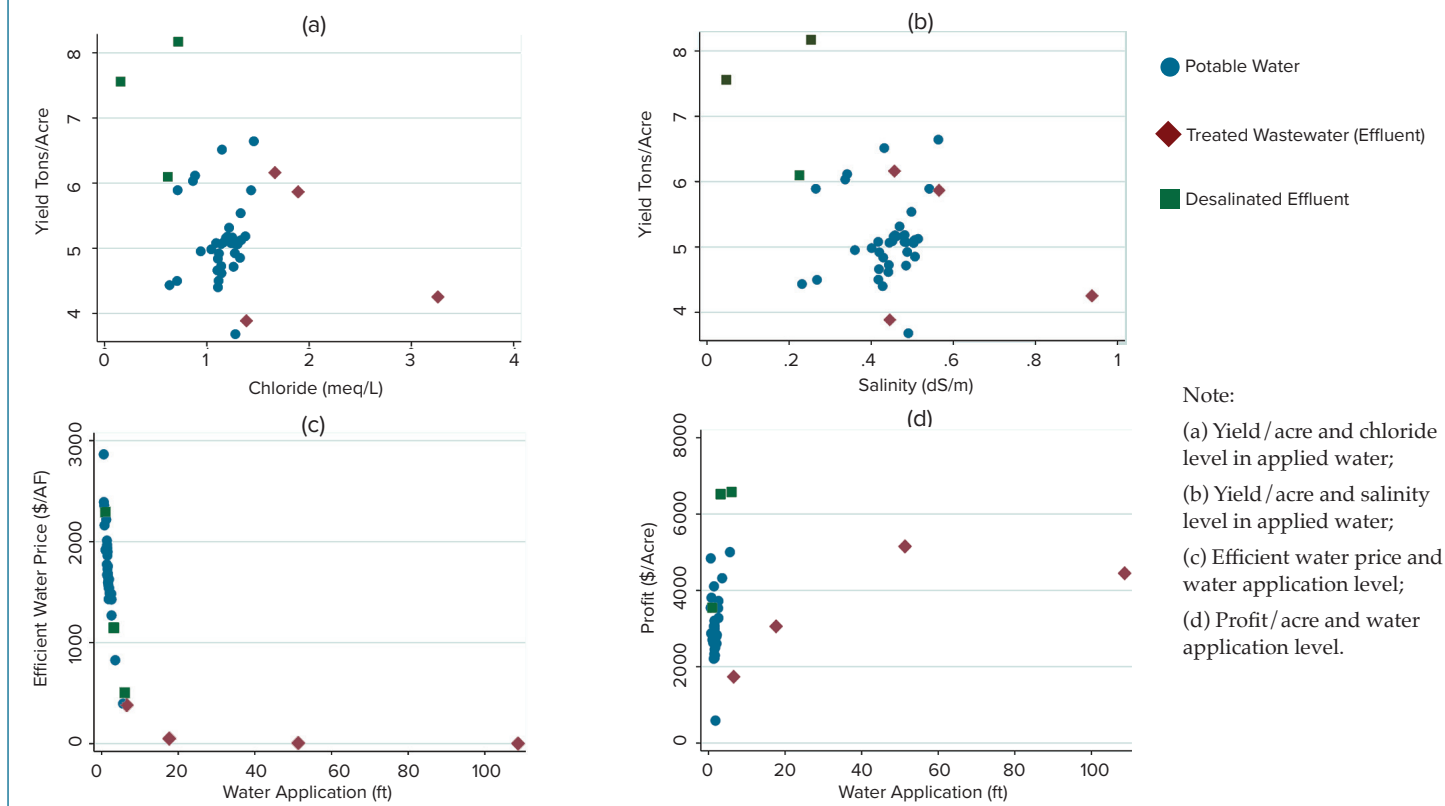 (a)
Yield Tons/Acre
8
7
6
5
4
0 1 2 3 4
Chloride (meq/L)
(b)
Yield Tons/Acre
8
7
6
5
4
0 .2 .4 .6 .8 1
Salinity (dS/m)
Potable Water
Treated Wastewater (Effluent)
Desalinated Effluent
(c)
Efficient Water Price ($/AF)
3000
2000
1000
0
0 20 40 60 80 100
Water Application (ft)
(d)
Profit ($/Acre)
8000
6000
4000
2000
0
0 20 40 60 80 100
Water Application (ft)
Note:
(a) Yield/acre and chloride
level in applied water;
(b) Yield/acre and salinity
level in applied water;
(c) Efficient water price and
water application level;
(d) Profit/acre and water
application level.